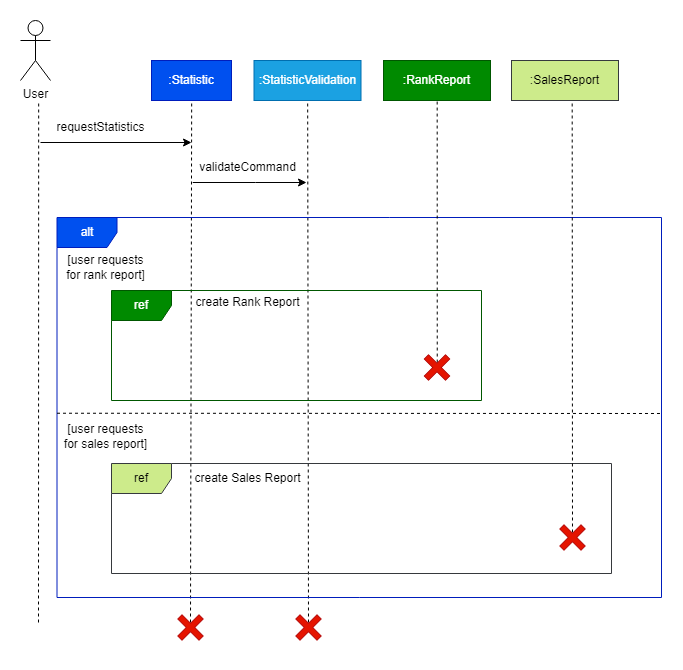 User
:Statistic
:StatisticValidation
:RankReport
:SalesReport
requestStatistics
validateCommand
alt
[user requests
for rank report]
ref
create Rank Report
[user requests
for sales report]
ref
create Sales Report